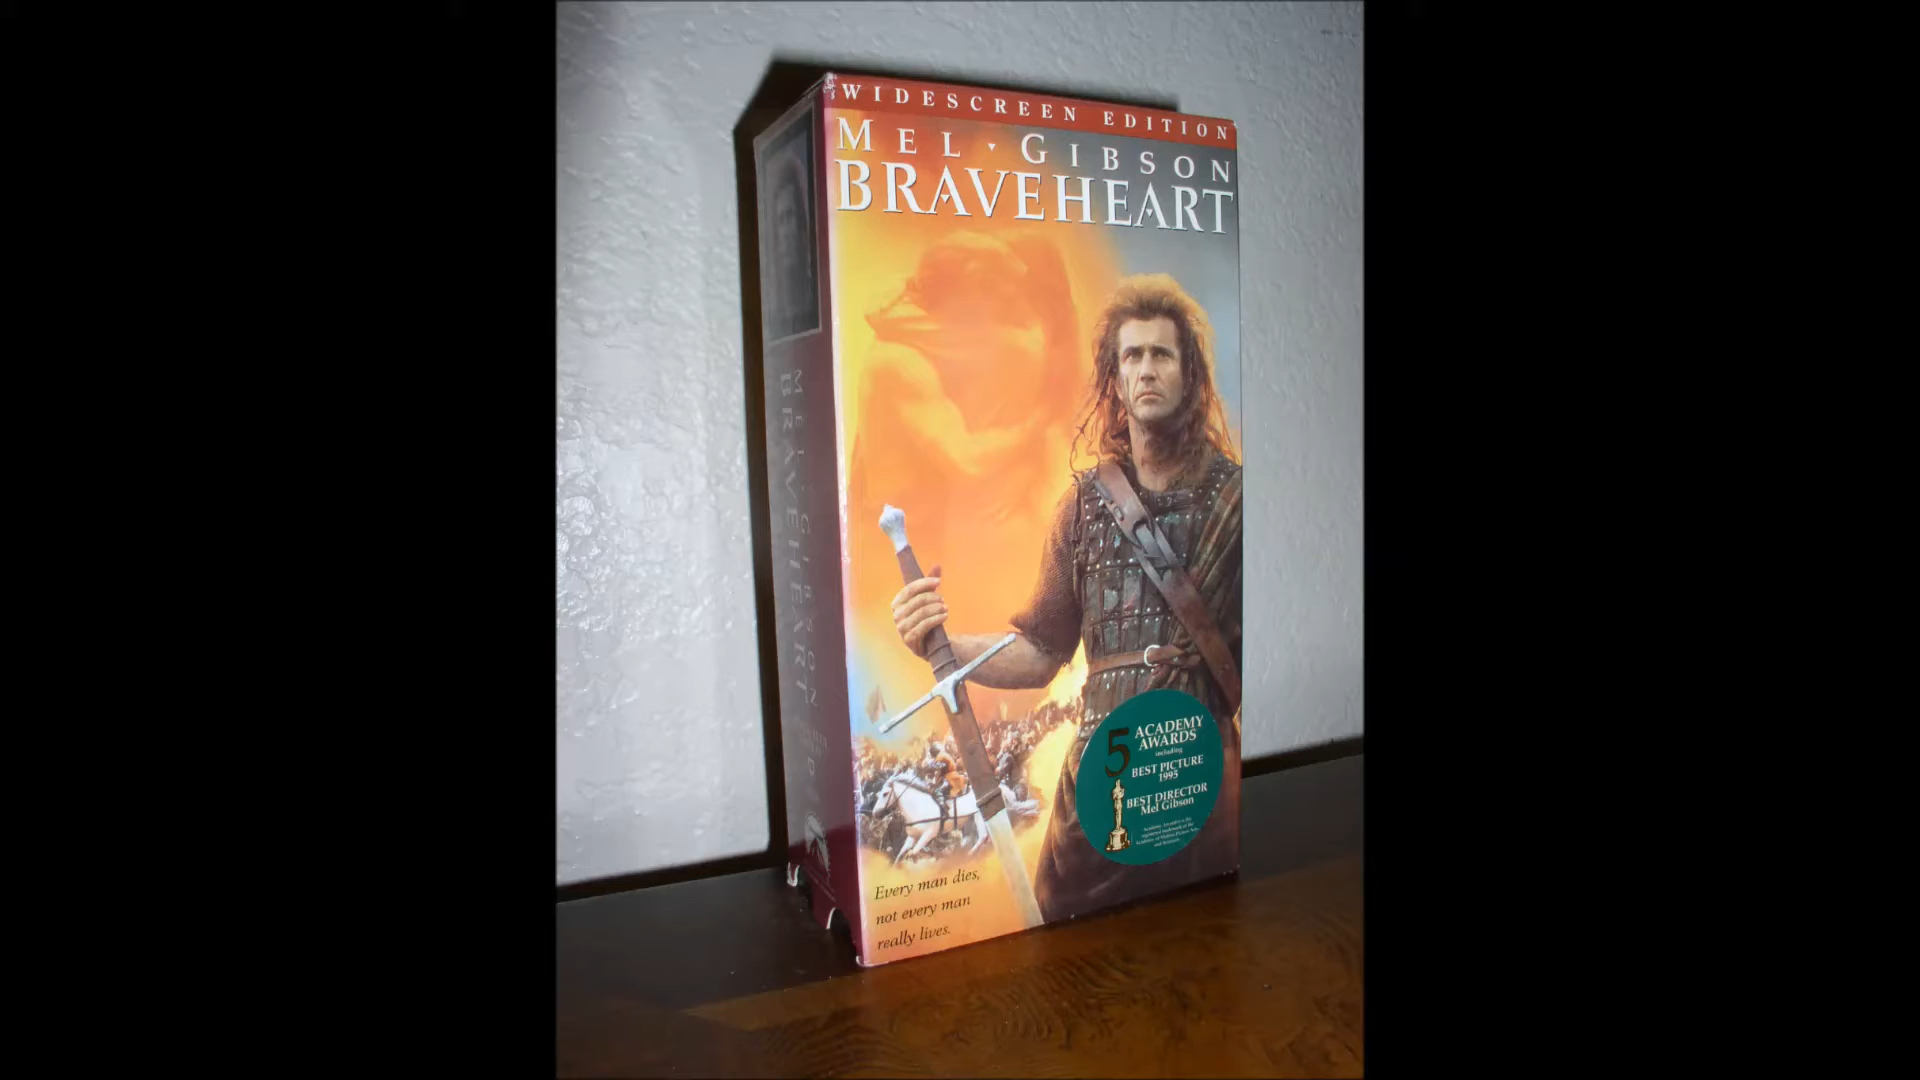 WIDESCREEN EDITION
MEL GIBSON
BRAVEHEART
MEL GIBSON
BRAVEHEART
5 ACADEMY
AWARDS
including
BEST PICTURE
1995
BEST DIRECTOR
Mel Gibson
Every man dies,
not every man
really lives.